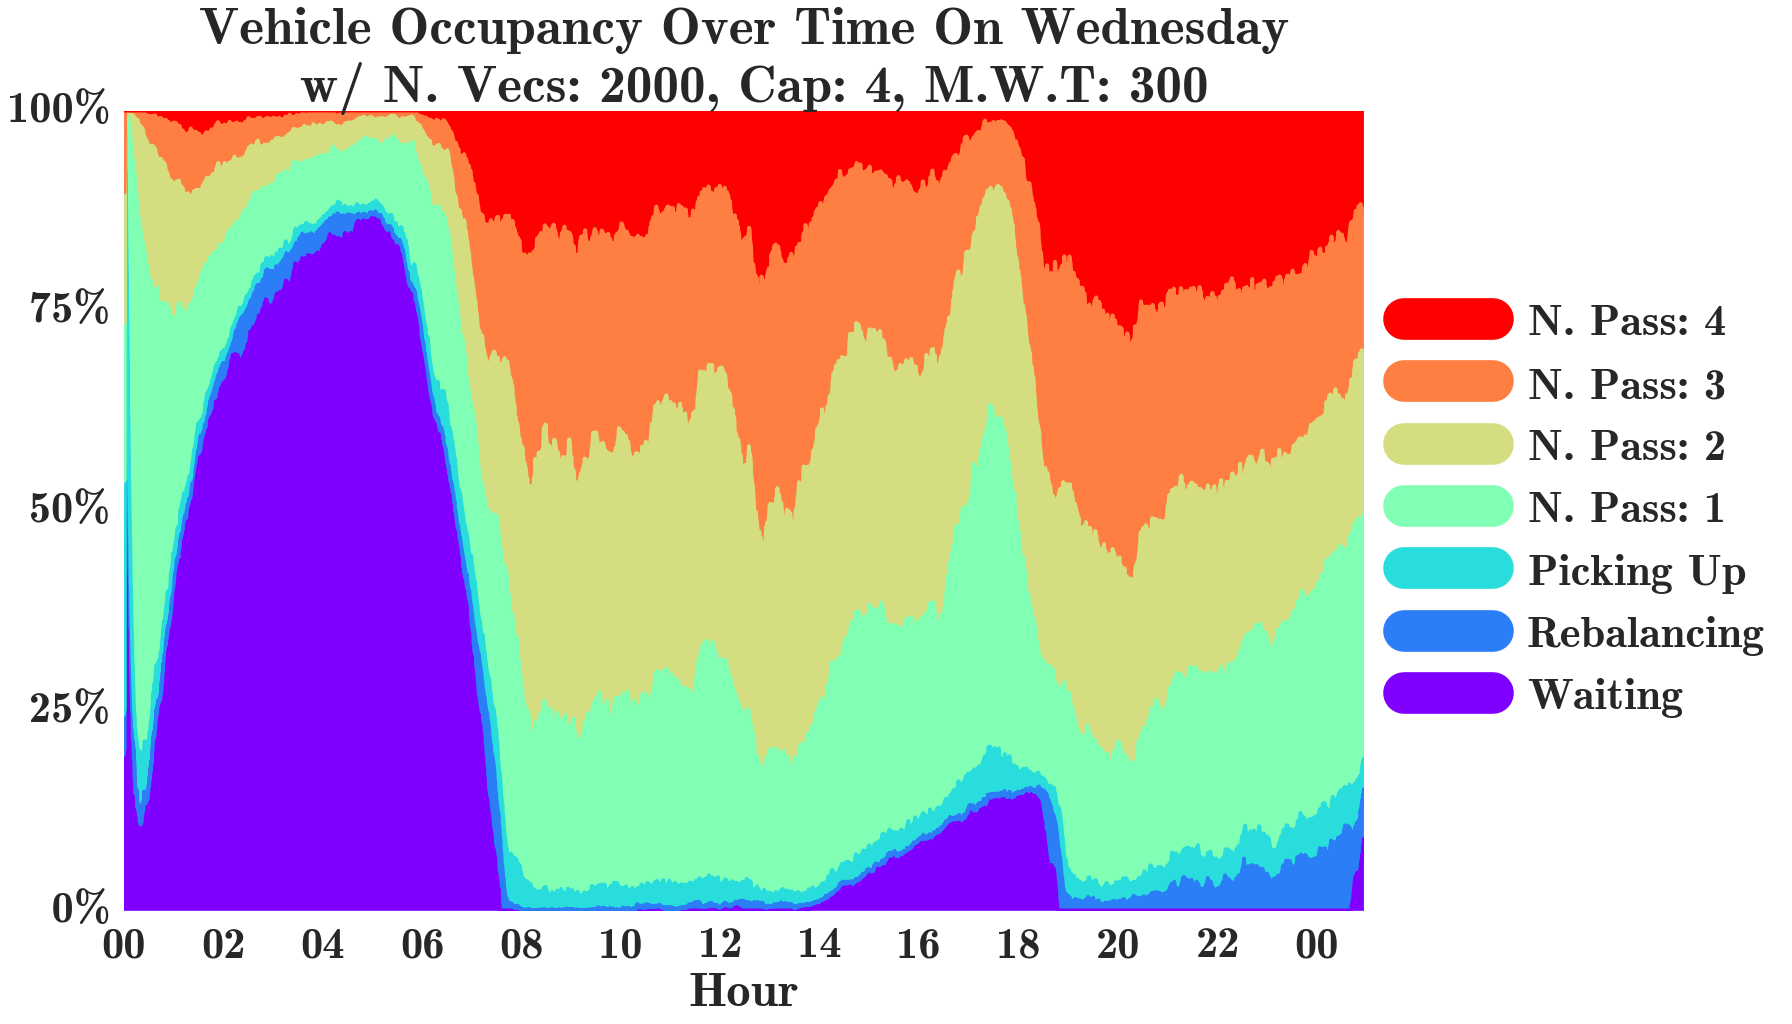 Vehicle Occupancy Over Time On Wednesday
w/ N. Vecs: 2000, Cap: 4, M.W.T: 300
100%
75%
50%
25%
0%
00 02 04 06 08 10 12 14 16 18 20 22 00
Hour
N. Pass: 4
N. Pass: 3
N. Pass: 2
N. Pass: 1
Picking Up
Rebalancing
Waiting